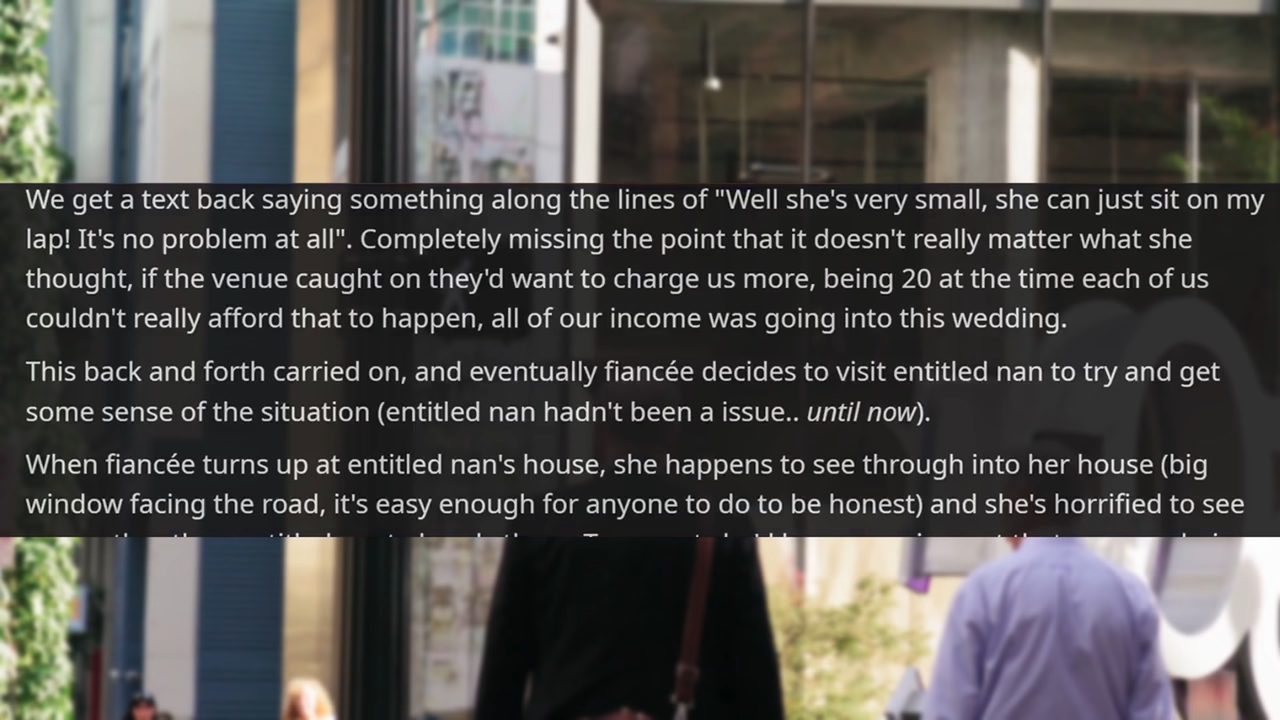 We get a text back saying something along the lines of "Well she's very small, she can just sit on my
lap! It's no problem at all". Completely missing the point that it doesn't really matter what she
thought, if the venue caught on they'd want to charge us more, being 20 at the time each of us
couldn't really afford that to happen, all of our income was going into this wedding.
This back and forth carried on, and eventually fiancée decides to visit entitled nan to try and get
some sense of the situation (entitled nan hadn't been a issue.. until now).
When fiancée turns up at entitled nan's house, she happens to see through into her house (big
window facing the road, it's easy enough for anyone to do to be honest) and she's horrified to see